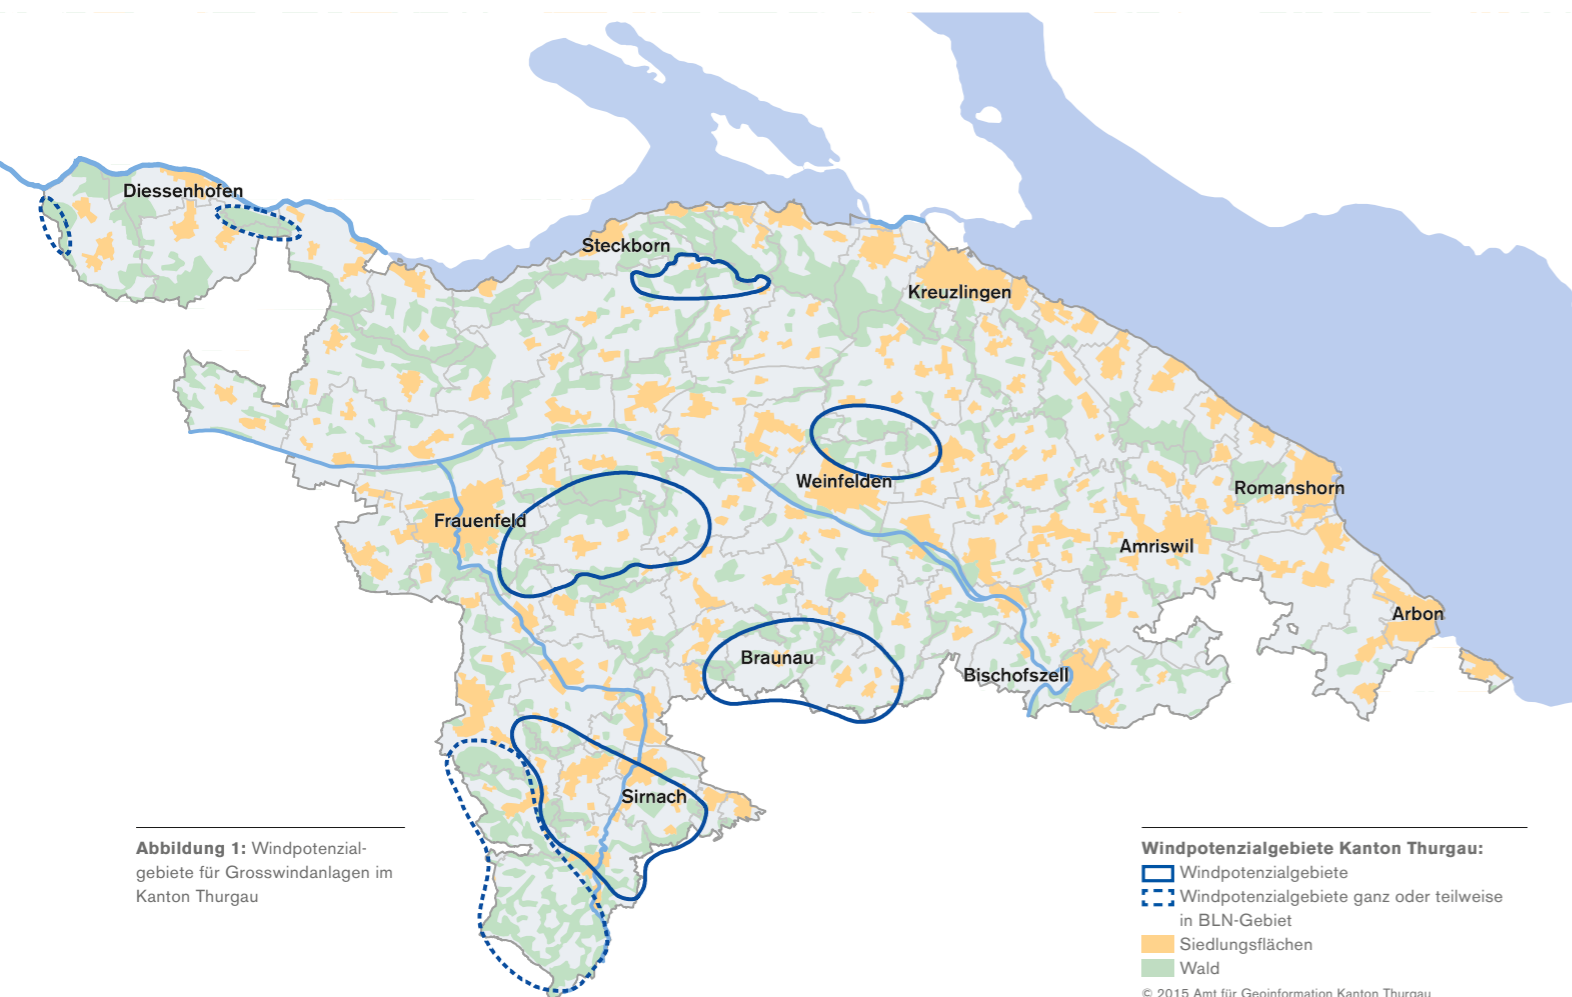 Diessenhofen
Steckborn
Kreuzlingen
Weinfelden
Romanshorn
Frauenfeld
Amriswil
Arbon
Braunau
Bischofszell
Sirnach
Abbildung 1: Windpotenzial-
gebiete für Grosswindanlagen im
Kanton Thurgau
Windpotenzialgebiete Kanton Thurgau:
Windpotenzialgebiete
Windpotenzialgebiete ganz oder teilweise
in BLN-Gebiet
Siedlungsflächen
Wald
© 2015 Amt für Geoinformation Kanton Thurgau